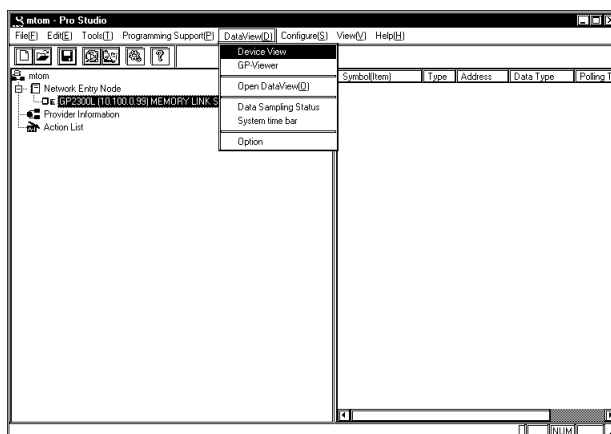 mtom - Pro Studio
File(F) Edit(E) Tools(T) Programming Support(P) DataView(D) Configure(S) View(V) Help(H)
Device View
GP-Viewer
Open DataView(O)
Data Sampling Status
System time bar
Option
mtom
Network Entry Node
GP2300L (10.100.0.99) MEMORY LINK S
Provider Information
Action List
Symbol(Item) Type Address Data Type Polling T
NUM